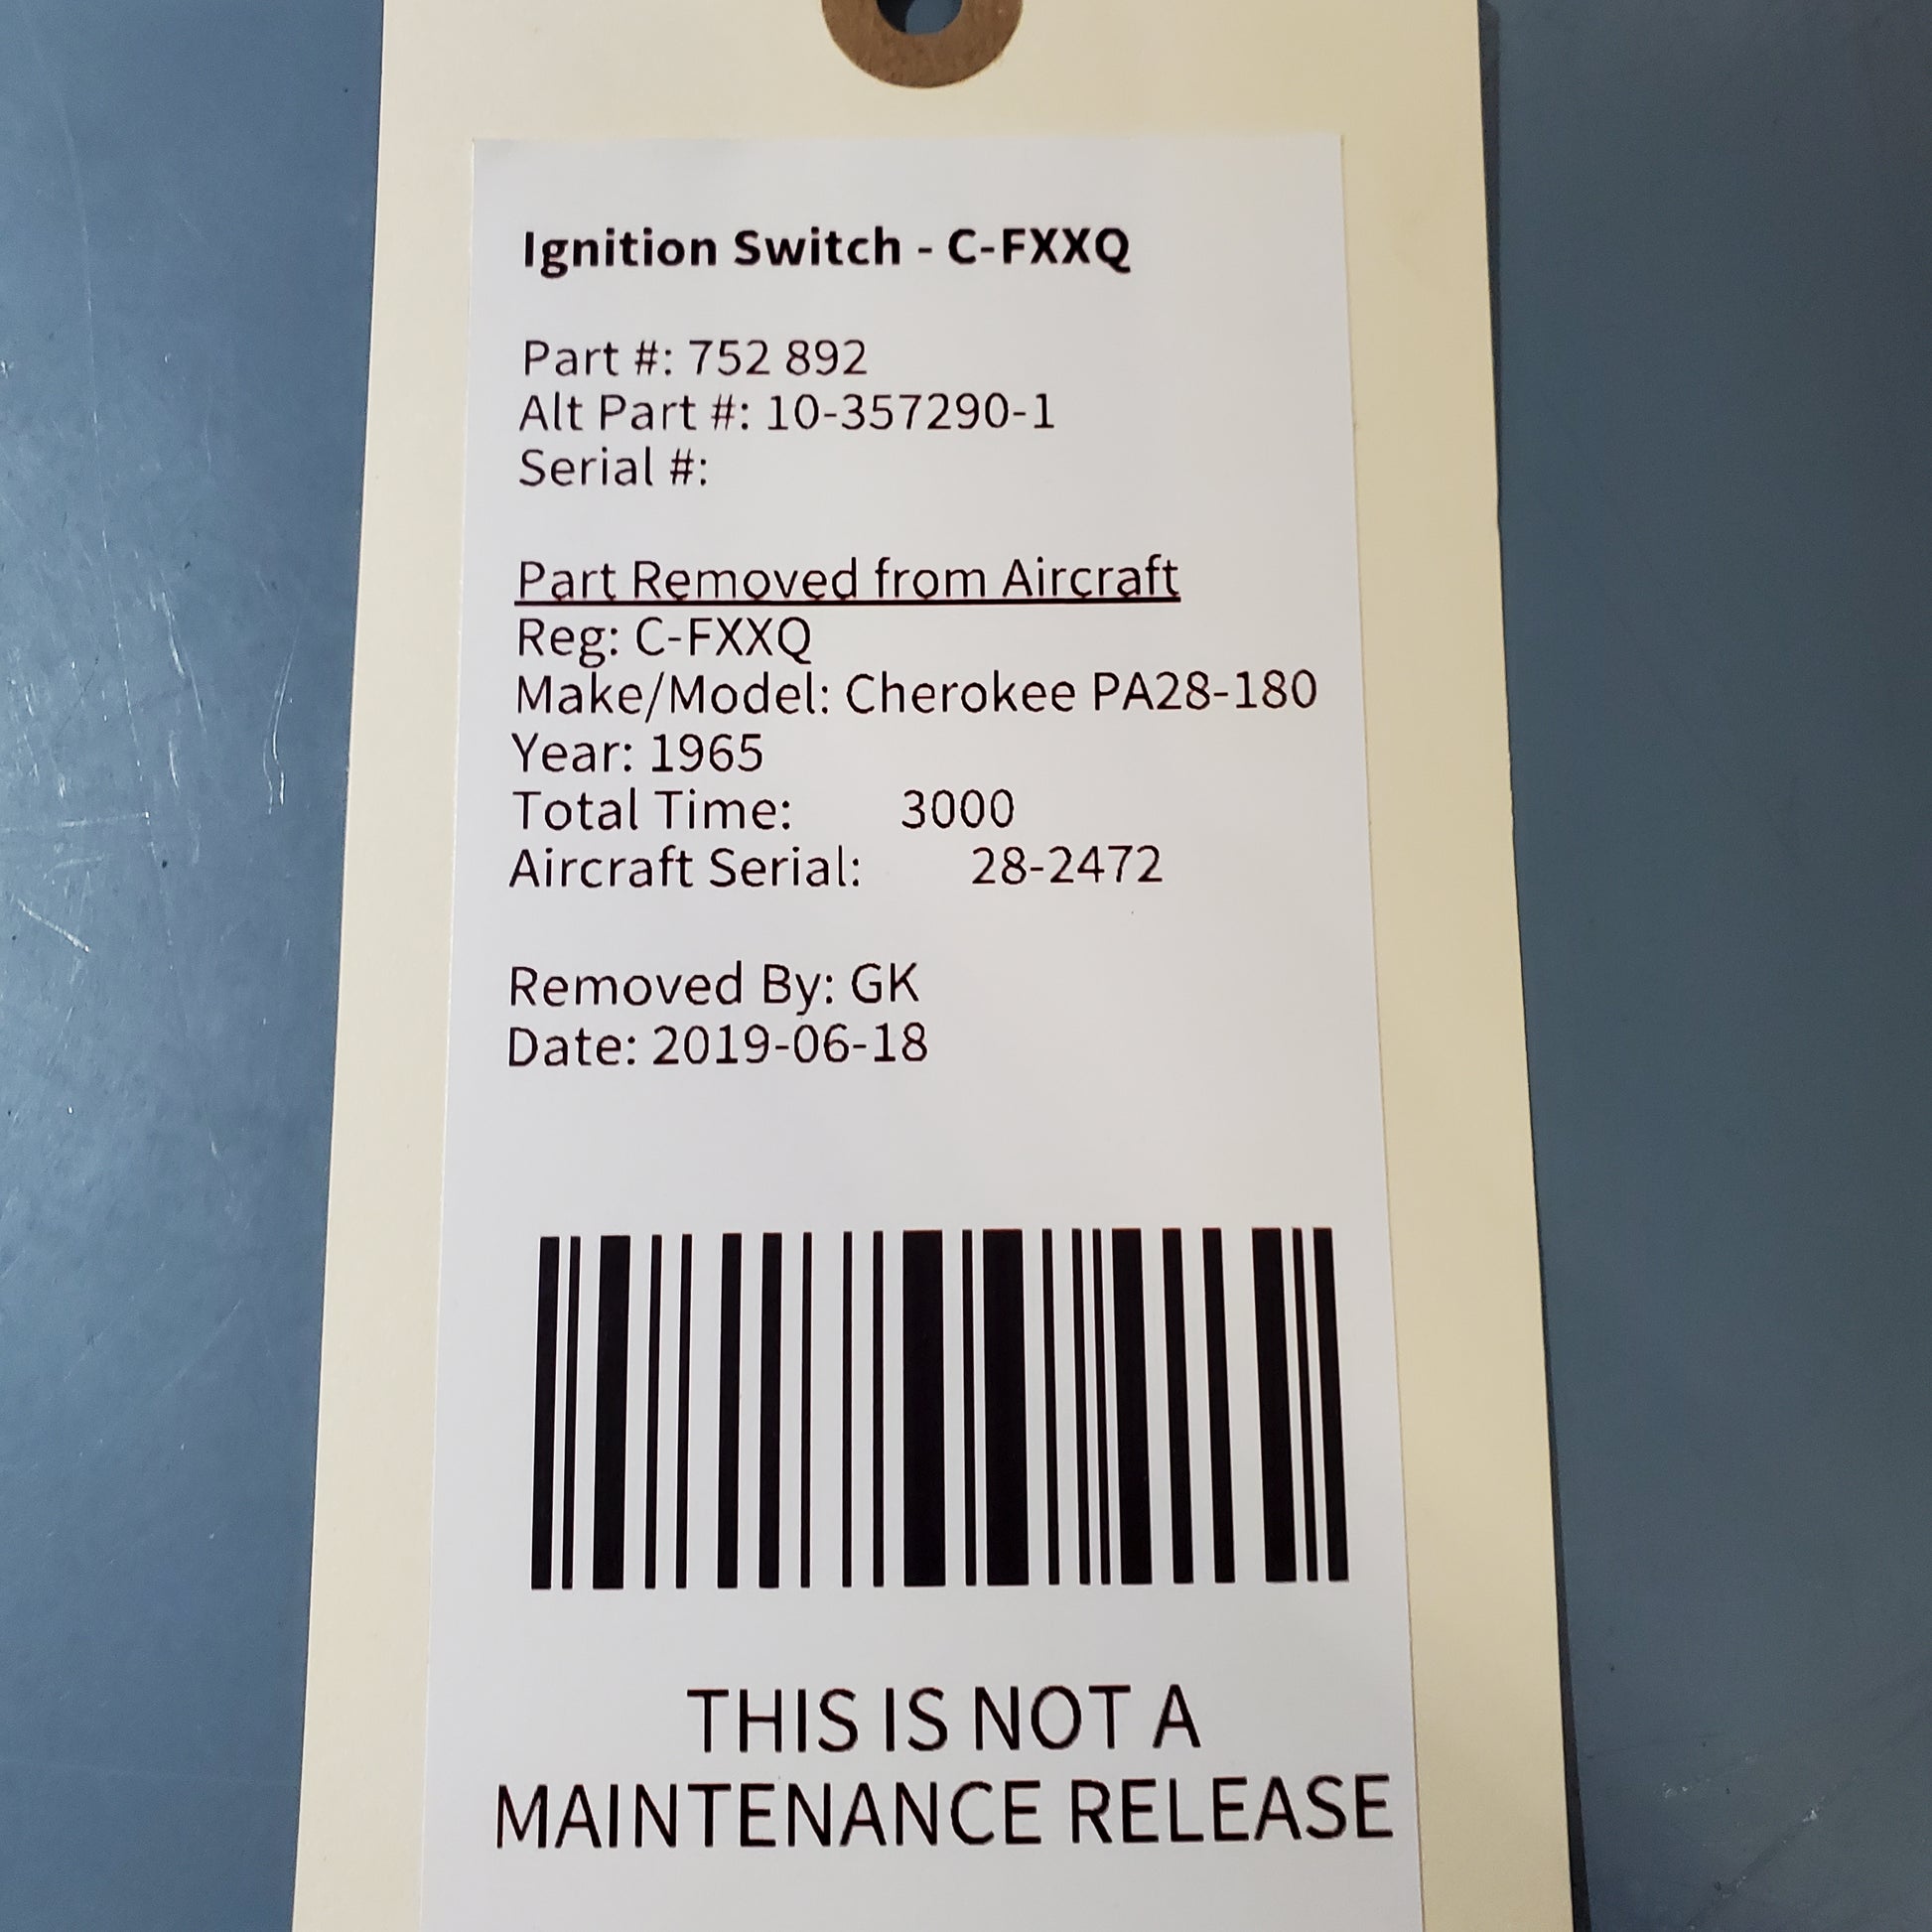 Ignition Switch - C-FXXQ
Part #: 752 892
Alt Part #: 10-357290-1
Serial #:
Part Removed from Aircraft
Reg: C-FXXQ
Make/Model: Cherokee PA28-180
Year: 1965
Total Time: 3000
Aircraft Serial: 28-2472
Removed By: GK
Date: 2019-06-18
THIS IS NOT A
MAINTENANCE RELEASE